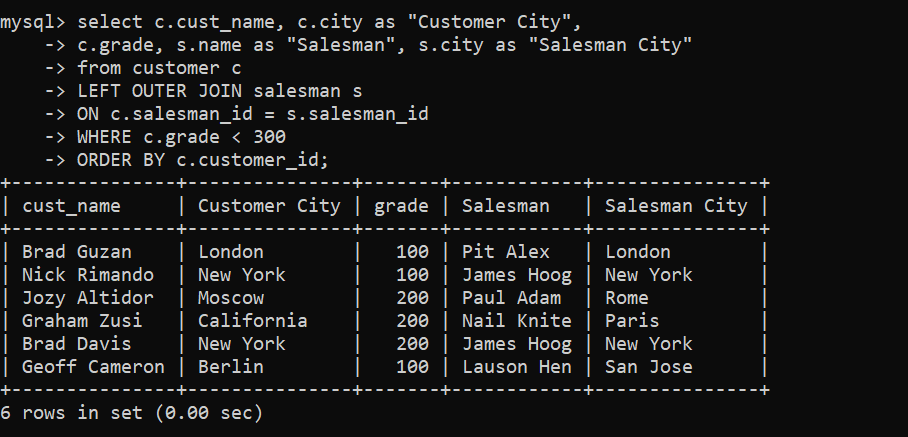 mysql> select c.cust_name, c.city as "Customer City",
    -> c.grade, s.name as "Salesman", s.city as "Salesman City"
    -> from customer c
    -> LEFT OUTER JOIN salesman s
    -> ON c.salesman_id = s.salesman_id
    -> WHERE c.grade < 300
    -> ORDER BY c.customer_id;
+---------------+---------------+-------+------------+---------------+
| cust_name     | Customer City | grade | Salesman   | Salesman City |
+---------------+---------------+-------+------------+---------------+
| Brad Guzan    | London        |   100 | Pit Alex   | London        |
| Nick Rimando  | New York      |   100 | James Hoog | New York      |
| Jozy Altidor  | Moscow        |   200 | Paul Adam  | Rome          |
| Graham Zusi   | California    |   200 | Nail Knite | Paris         |
| Brad Davis    | New York      |   200 | James Hoog | New York      |
| Geoff Cameron | Berlin        |   100 | Lauson Hen | San Jose      |
+---------------+---------------+-------+------------+---------------+
6 rows in set (0.00 sec)